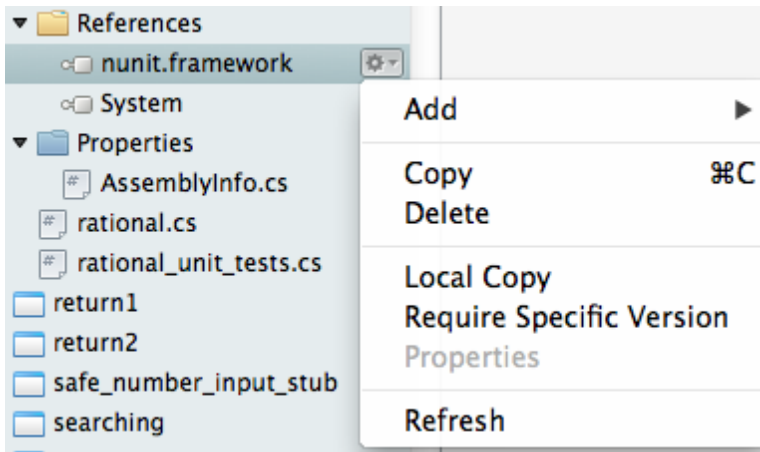 References
nunit.framework
System
Properties
AssemblyInfo.cs
rational.cs
rational_unit_tests.cs
return1
return2
safe_number_input_stub
searching
Add
Copy ⌘C
Delete
Local Copy
Require Specific Version
Properties
Refresh